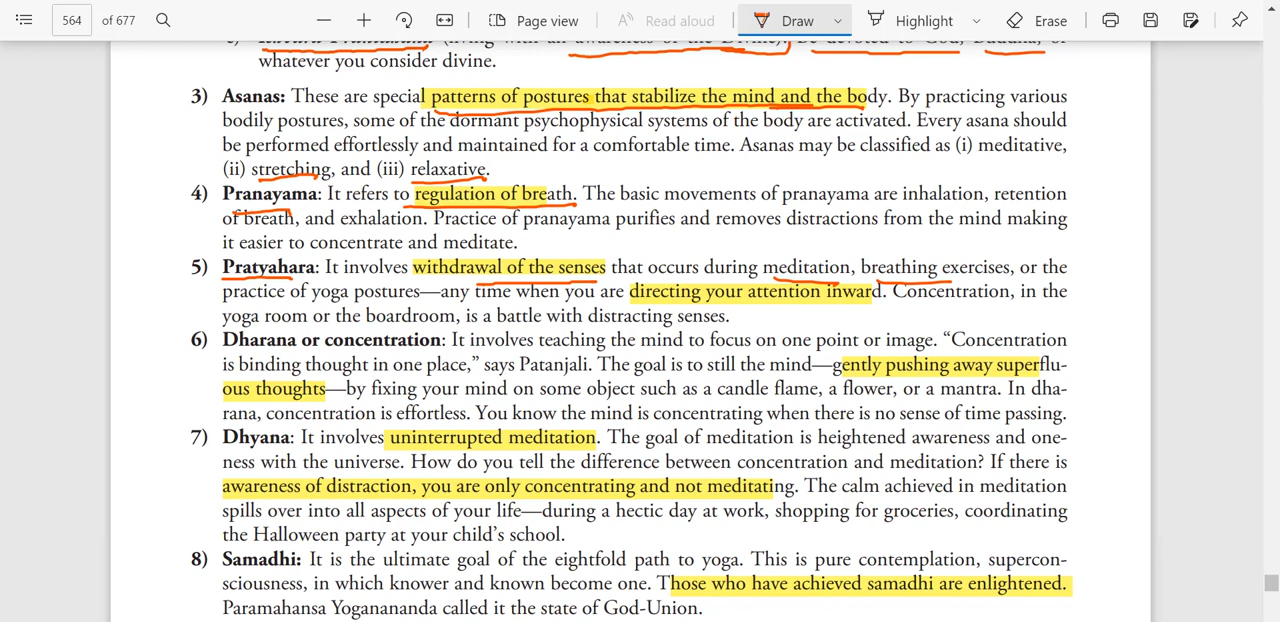 564 of 677 Page view Read aloud Draw Highlight Erase
whatever you consider divine.
3) Asanas: These are special patterns of postures that stabilize the mind and the body. By practicing various
bodily postures, some of the dormant psychophysical systems of the body are activated. Every asana should
be performed effortlessly and maintained for a comfortable time. Asanas may be classified as (i) meditative,
(ii) stretching, and (iii) relaxative.
4) Pranayama: It refers to regulation of breath. The basic movements of pranayama are inhalation, retention
of breath, and exhalation. Practice of pranayama purifies and removes distractions from the mind making
it easier to concentrate and meditate.
5) Pratyahara: It involves withdrawal of the senses that occurs during meditation, breathing exercises, or the
practice of yoga postures—any time when you are directing your attention inward. Concentration, in the
yoga room or the boardroom, is a battle with distracting senses.
6) Dharana or concentration: It involves teaching the mind to focus on one point or image. “Concentration
is binding thought in one place,” says Patanjali. The goal is to still the mind—gently pushing away superflu-
ous thoughts—by fixing your mind on some object such as a candle flame, a flower, or a mantra. In dha-
rana, concentration is effortless. You know the mind is concentrating when there is no sense of time passing.
7) Dhyana: It involves uninterrupted meditation. The goal of meditation is heightened awareness and one-
ness with the universe. How do you tell the difference between concentration and meditation? If there is
awareness of distraction, you are only concentrating and not meditating. The calm achieved in meditation
spills over into all aspects of your life—during a hectic day at work, shopping for groceries, coordinating
the Halloween party at your child’s school.
8) Samadhi: It is the ultimate goal of the eightfold path to yoga. This is pure contemplation, supercon-
sciousness, in which knower and known become one. Those who have achieved samadhi are enlightened.
Paramahansa Yoganananda called it the state of God-Union.